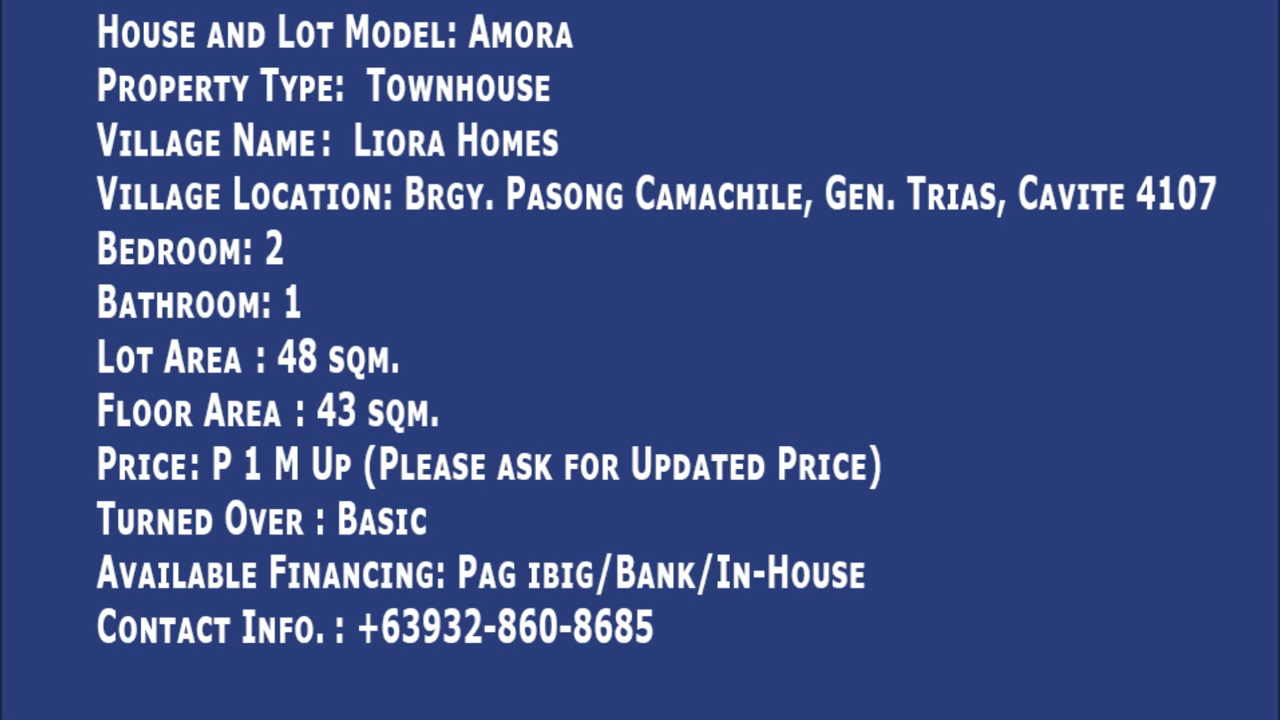 House and Lot Model: Amora
Property Type: Townhouse
Village Name: Liora Homes
Village Location: Brgy. Pasong Camachile, Gen. Trias, Cavite 4107
Bedroom: 2
Bathroom: 1
Lot Area : 48 sqm.
Floor Area : 43 sqm.
Price: P 1 M Up (Please ask for Updated Price)
Turned Over : Basic
Available Financing: Pag ibig/Bank/In-House
Contact Info. : +63932-860-8685